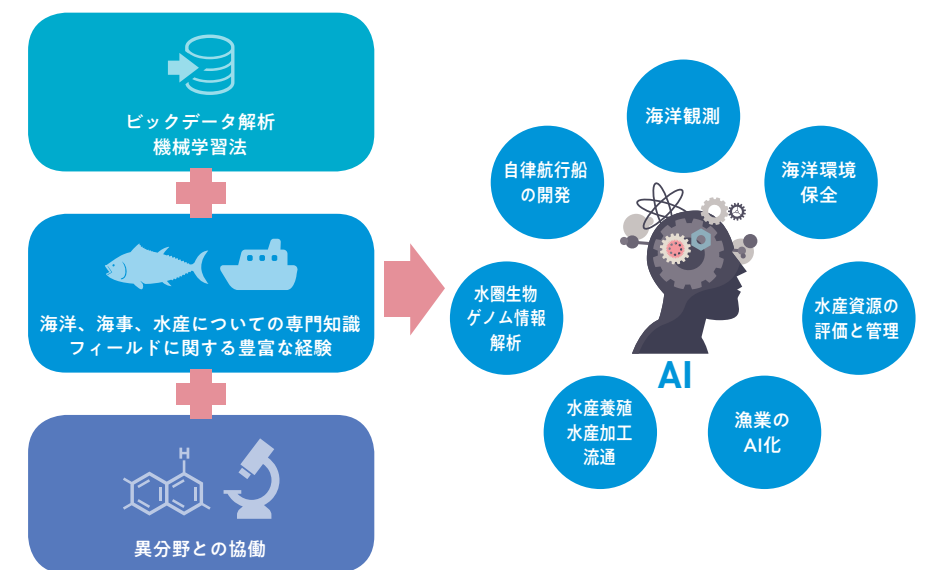 ビックデータ解析
機械学習法
海洋、海事、水産についての専門知識
フィールドに関する豊富な経験
H
異分野との協働
海洋観測
海洋環境
保全
水産資源の
評価と管理
漁業の
AI化
水産養殖
水産加工
流通
水圏生物
ゲノム情報
解析
自律航行船
の開発
AI